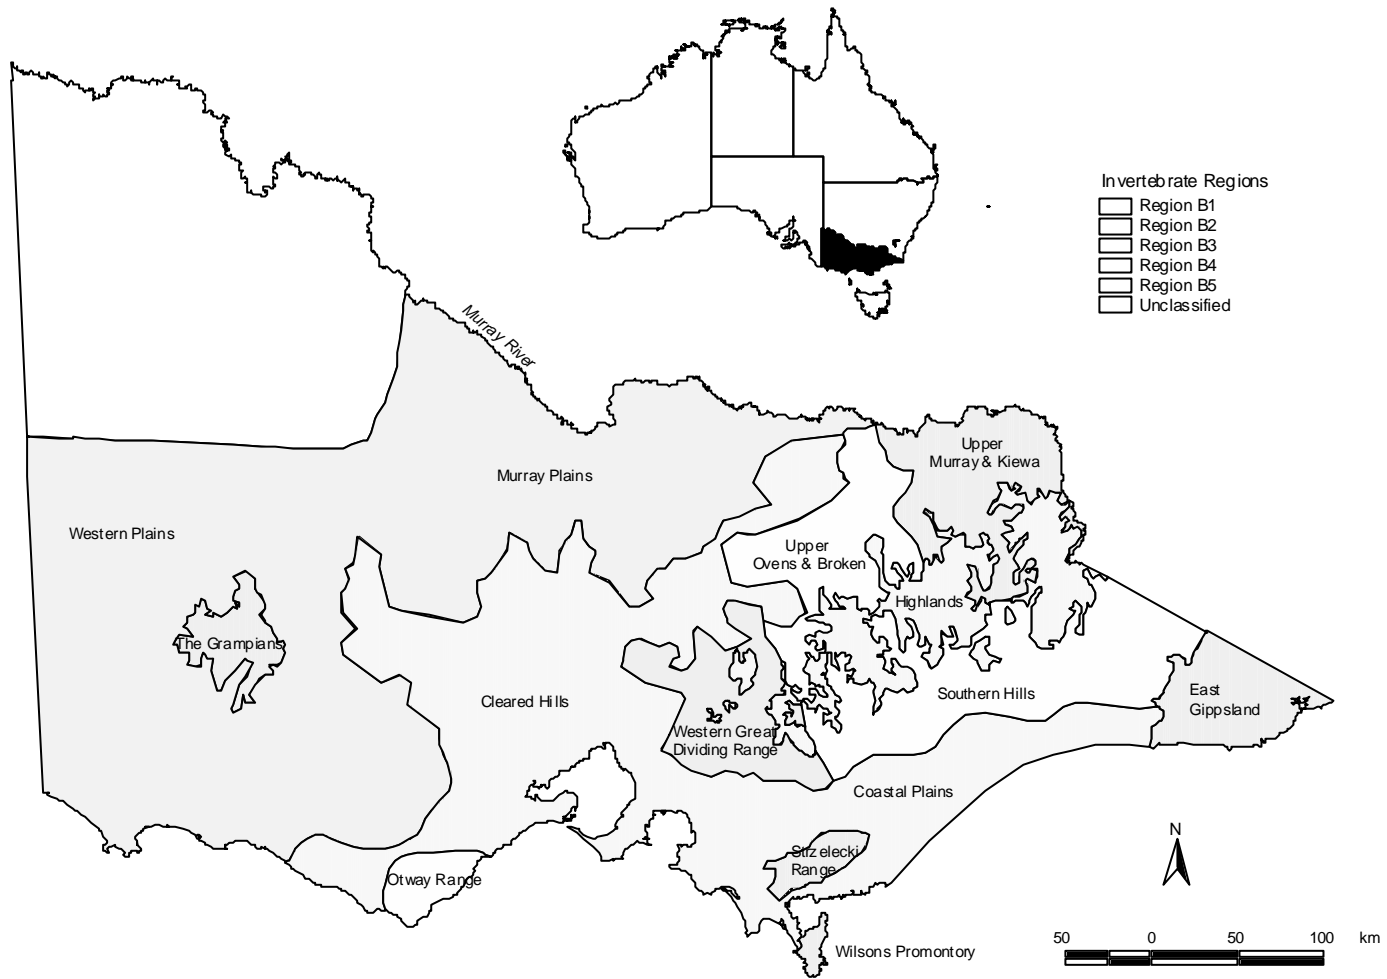 Invertebrate Regions
Region B1
Region B2
Region B3
Region B4
Region B5
Unclassified
Murray River
Upper
Murray & Kiewa
Murray Plains
Western Plains
Upper
Ovens & Broken
Highlands
The Grampians
Cleared Hills
Southern Hills
East
Gippsland
Western Great
Dividing Range
Coastal Plains
Strzelecki
Range
Otway Range
Wilsons Promontory
N
50 0 50 100 km